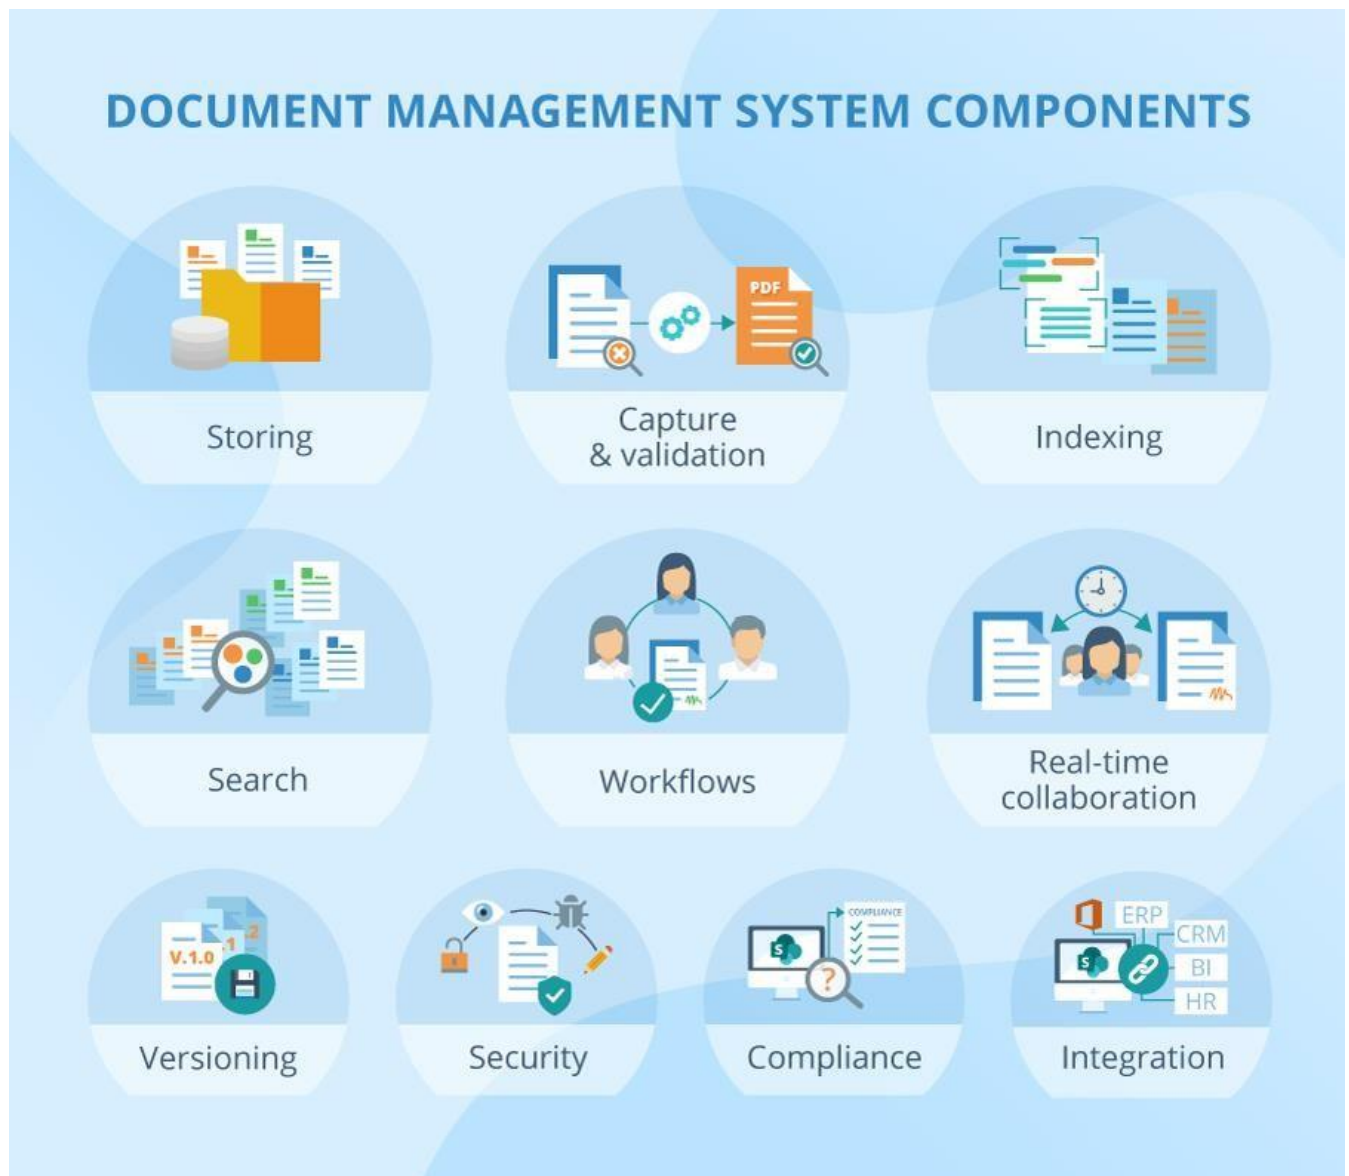 DOCUMENT MANAGEMENT SYSTEM COMPONENTS
PDF
Storing
Capture
& validation
Indexing
Search
Workflows
Real-time
collaboration
V.1.0
.1
.2
S
COMPLIANCE
?
S
ERP
CRM
BI
HR
Versioning
Security
Compliance
Integration